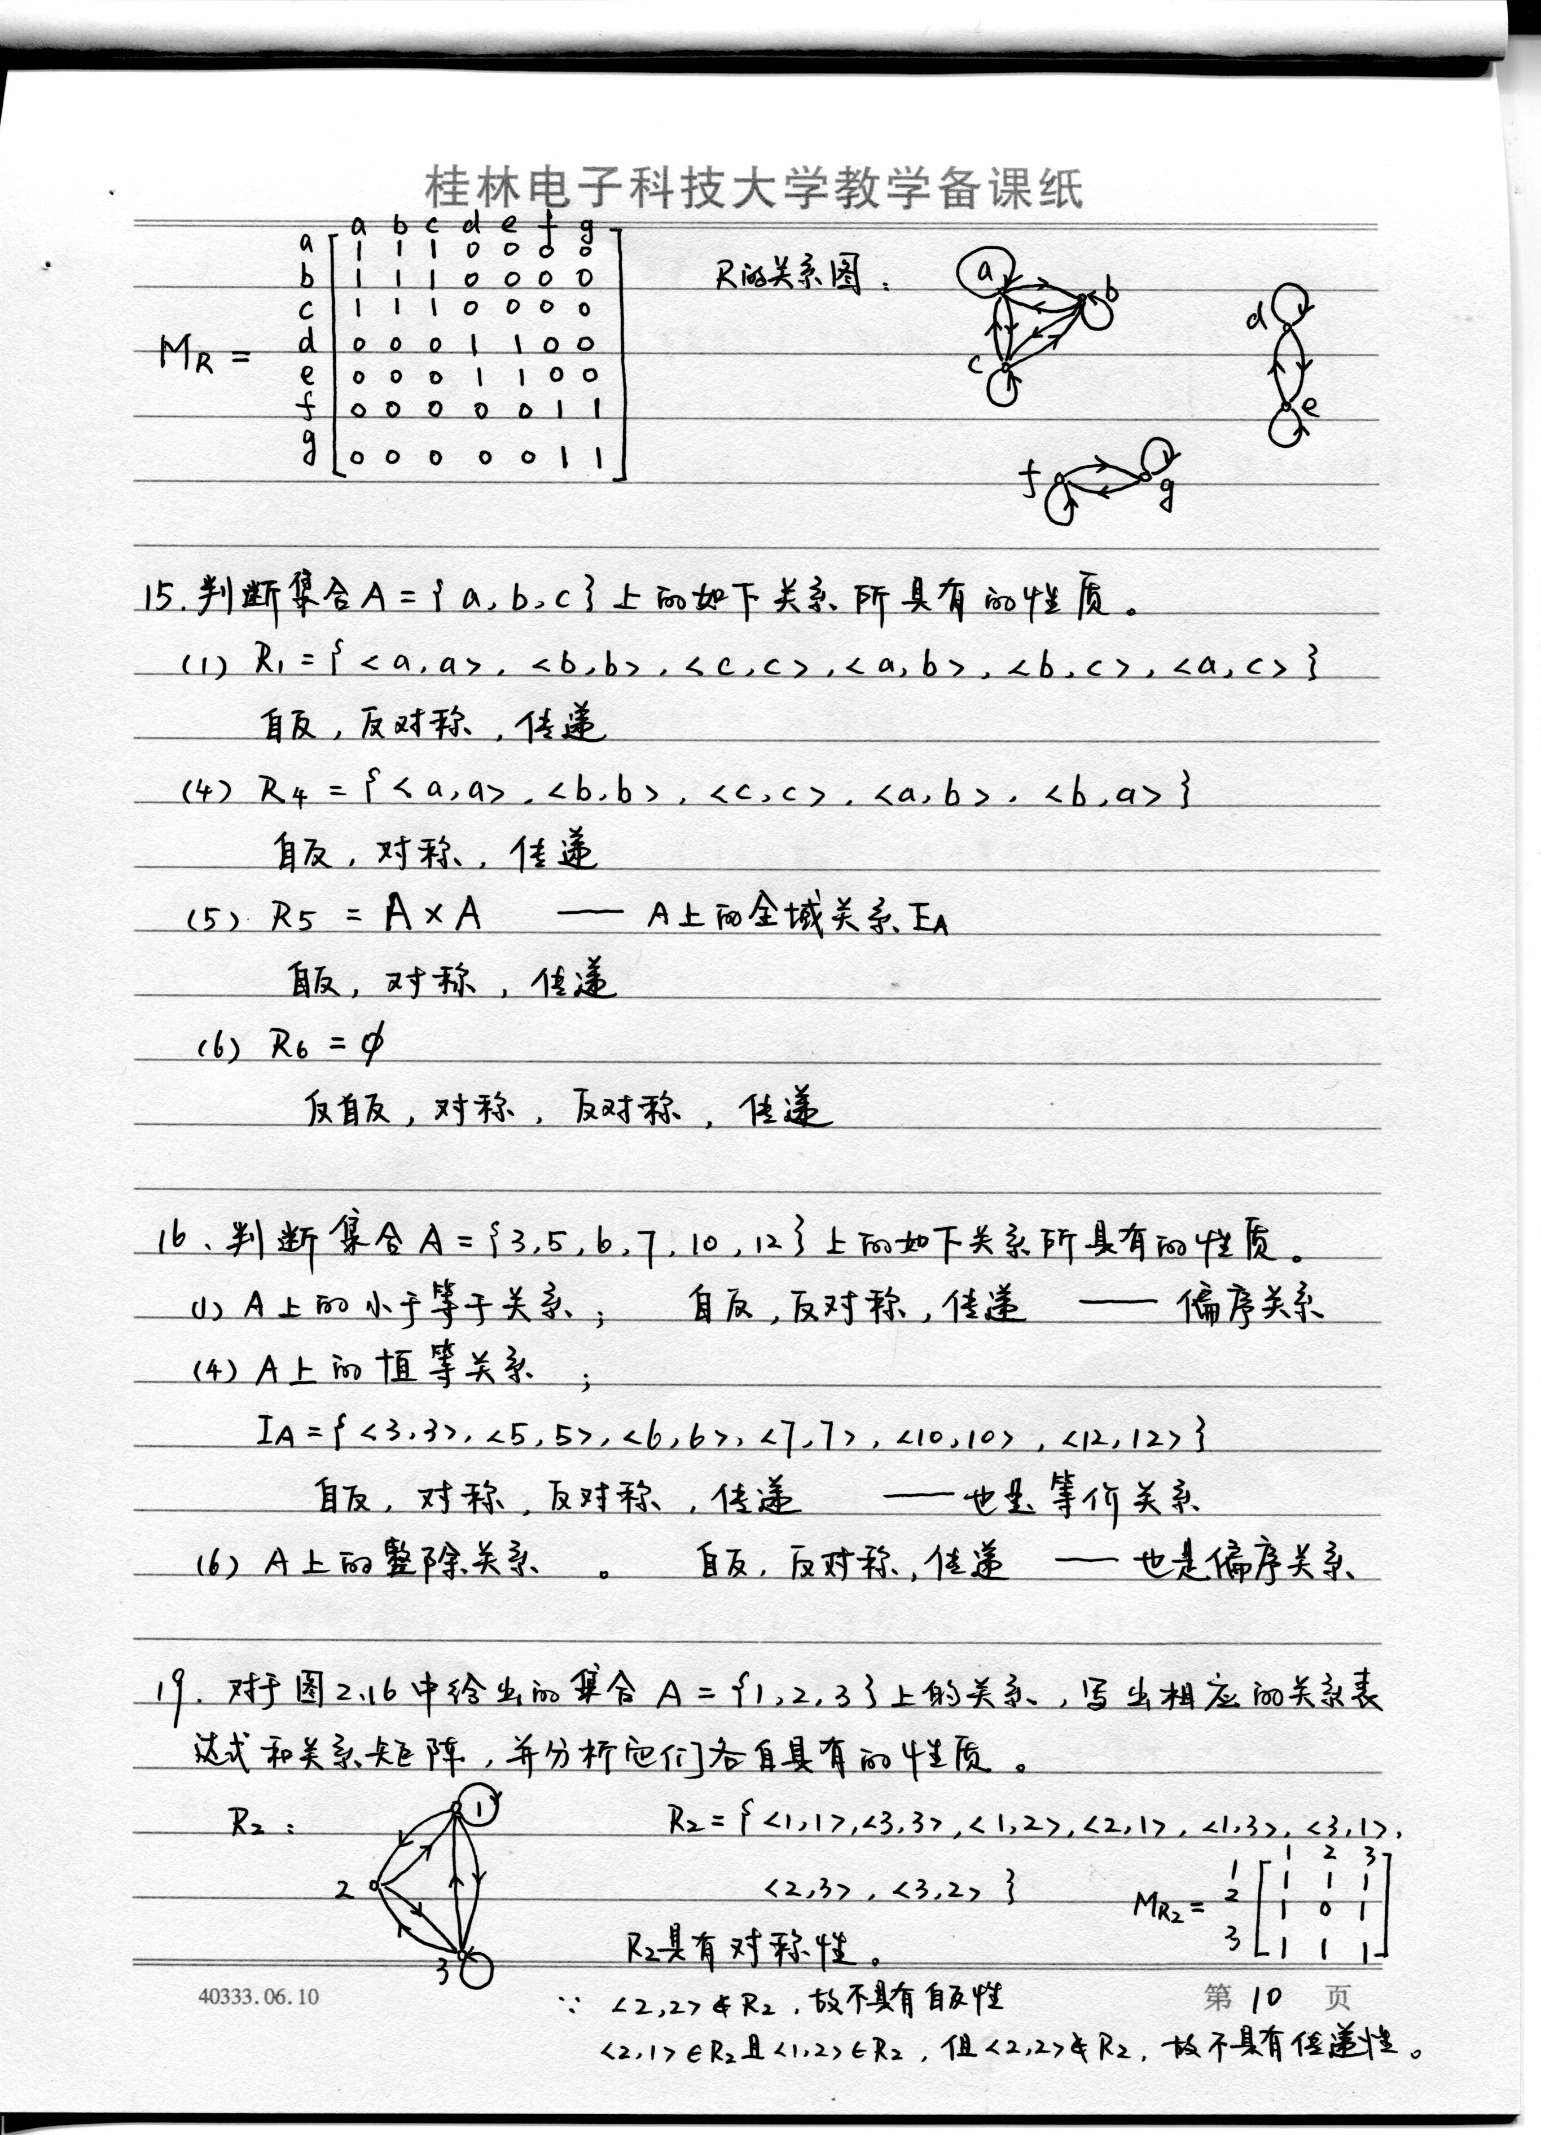 桂林电子科技大学教学备课纸
a b c d e f g
a 1 1 1 0 0 0 0
b 1 1 1 0 0 0 0
c 1 1 1 0 0 0 0
M_R = d 0 0 0 1 1 0 0
e 0 0 0 1 1 0 0
f 0 0 0 0 0 1 1
g 0 0 0 0 0 1 1
R的关系图：
a b c d e f g
15. 判断集合A={a,b,c}上的如下关系所具有的性质。
(1) R₁={<a,a>,<b,b>,<c,c>,<a,b>,<b,c>,<a,c>}
自反,反对称,传递
(4) R₄={<a,a>,<b,b>,<c,c>,<a,b>,<b,a>}
自反,对称,传递
(5) R₅=A×A —— A上的全域关系E_A
自反,对称,传递
(6) R₆=φ
反自反,对称,反对称,传递
16、判断集合A={3,5,6,7,10,12}上的如下关系所具有的性质。
(1) A上的小于等于关系; 自反,反对称,传递 —— 偏序关系
(4) A上的恒等关系;
I_A={<3,3>,<5,5>,<6,6>,<7,7>,<10,10>,<12,12>}
自反,对称,反对称,传递 ——也是等价关系
(6) A上的整除关系。 自反,反对称,传递 —— 也是偏序关系
19. 对于图2.16中给出的集合A={1,2,3}上的关系,写出相应的关系表
达式和关系矩阵,并分析它们各自具有的性质。
R₂:
1 2 3
R₂={<1,1>,<3,3>,<1,2>,<2,1>,<1,3>,<3,1>,
<2,3>,<3,2>}
1 2 3
1 1 1 1
M_R₂= 2 1 0 1
3 1 1 1
R₂具有对称性。
∵ <2,2>∉R₂,故不具有自反性
<2,1>∈R₂且<1,2>∈R₂,但<2,2>∉R₂,故不具有传递性。
40333.06.10
第 10 页